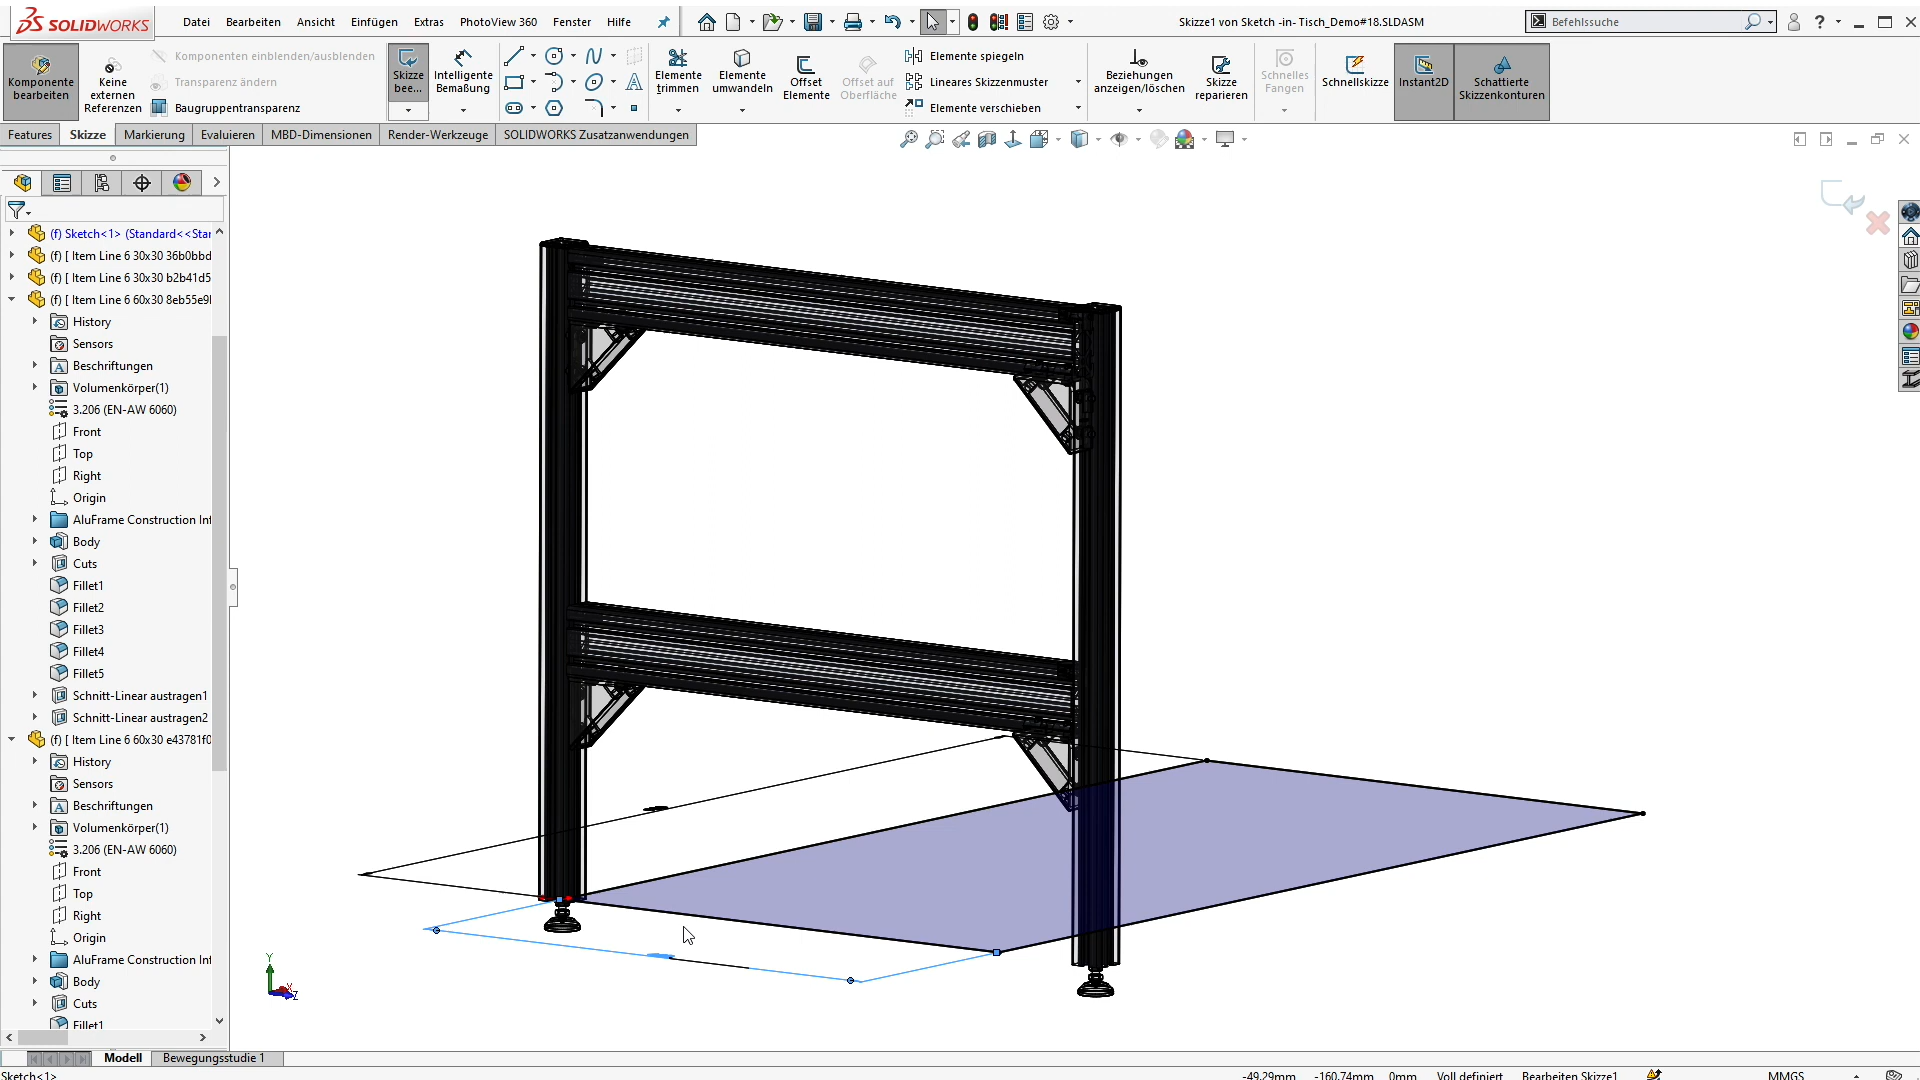 SOLIDWORKS
Datei
Bearbeiten
Ansicht
Einfügen
Extras
PhotoView 360
Fenster
Hilfe
Skizze1 von Sketch -in- Tisch_Demo#18.SLDASM
Befehlssuche
?
Komponente bearbeiten
Keine externen Referenzen
Komponenten einblenden/ausblenden
Transparenz ändern
Baugruppentransparenz
Skizze bee...
Intelligente Bemaßung
Elemente trimmen
Elemente umwandeln
Offset Elemente
Offset auf Oberfläche
Elemente spiegeln
Lineares Skizzenmuster
Elemente verschieben
Beziehungen anzeigen/löschen
Skizze reparieren
Schnelles Fangen
Schnellskizze
Instant2D
Schattierte Skizzenkonturen
Features
Skizze
Markierung
Evaluieren
MBD-Dimensionen
Render-Werkzeuge
SOLIDWORKS Zusatzanwendungen
(f) Sketch<1> (Standard<<Star
(f) [ Item Line 6 30x30 36b0bbd
(f) [ Item Line 6 30x30 b2b41d5
(f) [ Item Line 6 60x30 8eb55e9
History
Sensors
Beschriftungen
Volumenkörper(1)
3.206 (EN-AW 6060)
Front
Top
Right
Origin
AluFrame Construction Inf
Body
Cuts
Fillet1
Fillet2
Fillet3
Fillet4
Fillet5
Schnitt-Linear austragen1
Schnitt-Linear austragen2
(f) [ Item Line 6 60x30 e43781f0
History
Sensors
Beschriftungen
Volumenkörper(1)
3.206 (EN-AW 6060)
Front
Top
Right
Origin
AluFrame Construction Inf
Body
Cuts
Fillet1
Y
X
Z
Modell
Bewegungsstudie 1
Sketch<1>
-49.29mm
-160.74mm
0mm
Voll definiert
Bearbeiten Skizze1
MMGS